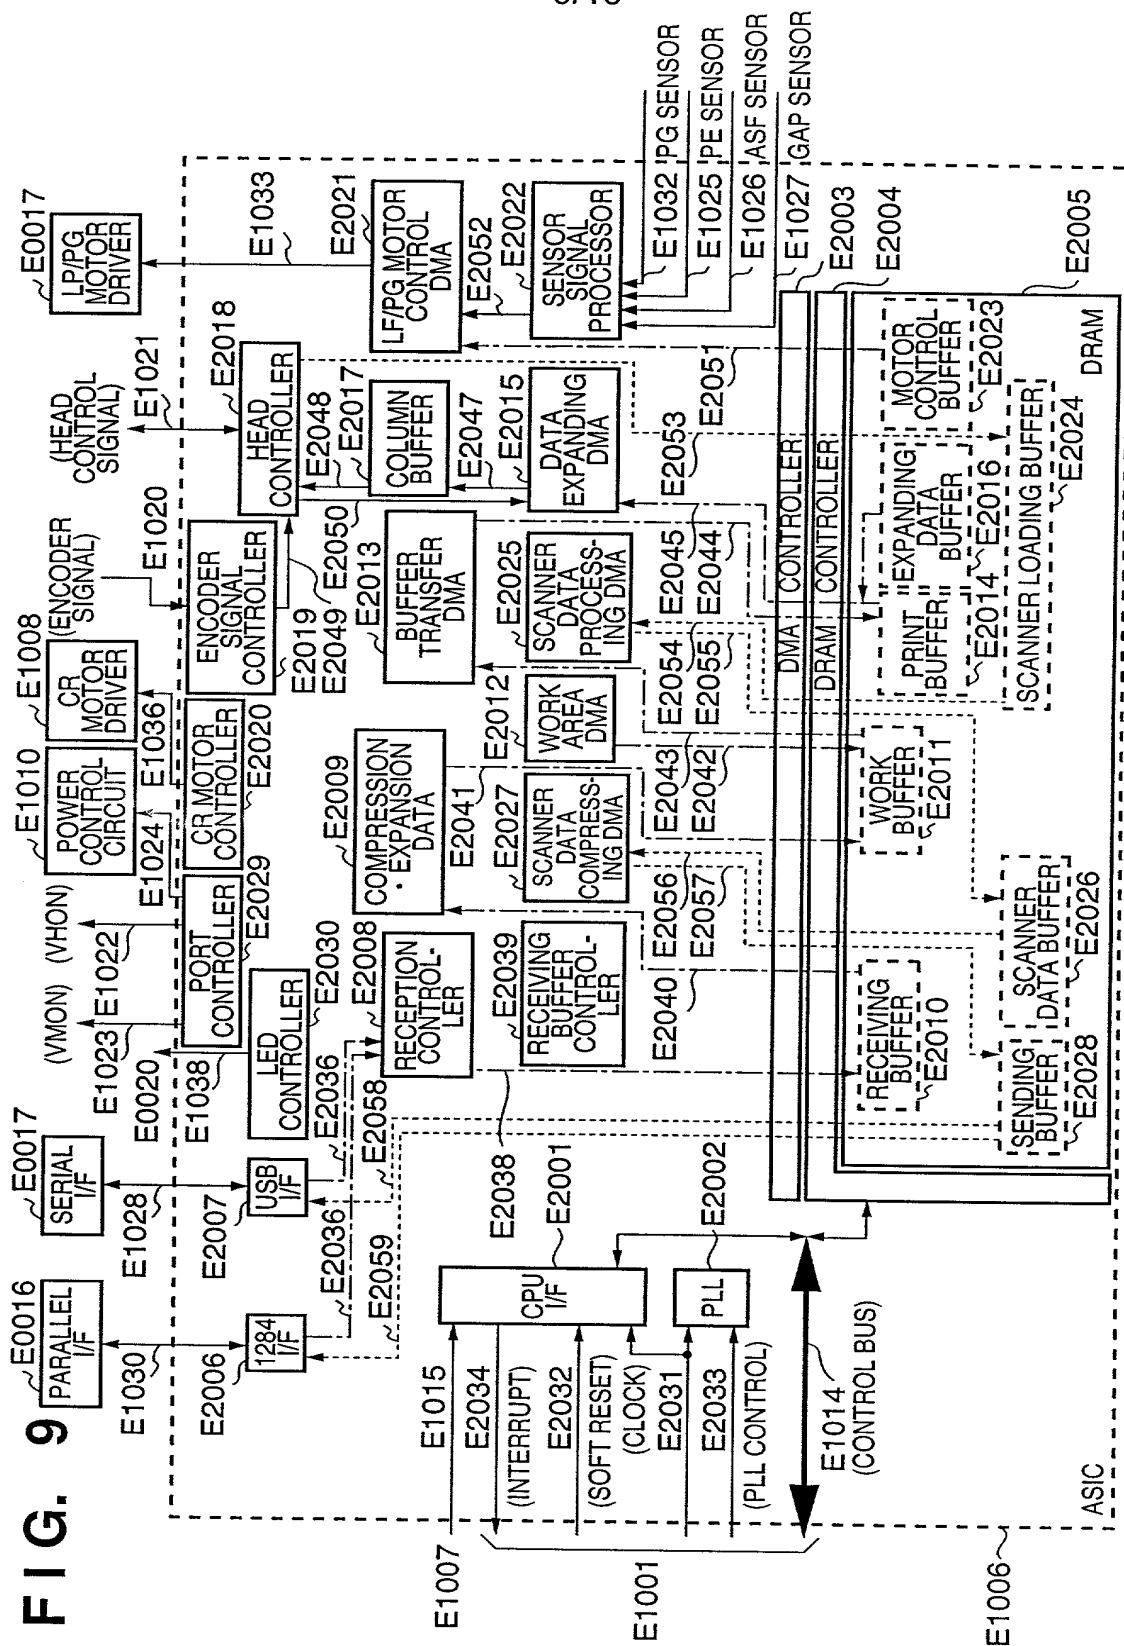 FIG. 9
E0016
PARALLEL
I/F
E1030
E2006
1284
I/F
E0017
SERIAL
I/F
E1028
E2007
USB
I/F
E2036
E2036
E2058
E2059
(VMON)
(VHON)
E1023
E1022
E0020
E1038
PORT
CONTROLLER
E2029
LED
CONTROLLER
E2030
E1010
POWER
CONTROL
CIRCUIT
E1024
E1008
CR
MOTOR
DRIVER
E1036
CR MOTOR
CONTROLLER
E2020
(ENCODER
SIGNAL)
E1020
ENCODER
SIGNAL
CONTROLLER
E2019
E2049
E2050
(HEAD
CONTROL
SIGNAL)
E1021
E2018
HEAD
CONTROLLER
E2048
E2017
COLUMN
BUFFER
E2047
E2015
DATA
EXPANDING
DMA
E0017
LP/PG
MOTOR
DRIVER
E1033
E2021
LF/PG MOTOR
CONTROL
DMA
E2052
E2022
SENSOR
SIGNAL
PROCESSOR
E1032
PG SENSOR
E1025
PE SENSOR
E1026
ASF SENSOR
E1027
GAP SENSOR
E2008
RECEPTION
CONTROL-
LER
E2009
COMPRESSION
· EXPANSION
DATA
E2041
E2013
BUFFER
TRANSFER
DMA
E2039
RECEIVING
BUFFER
CONTROL-
LER
E2027
SCANNER
DATA
COMPRESS-
ING DMA
E2012
WORK
AREA
DMA
E2025
SCANNER
DATA
PROCESS-
ING DMA
E2038
E2040
E2056
E2057
E2043
E2042
E2054
E2055
E2045
E2044
E2053
E2051
E1007
E1015
E2034
(INTERRUPT)
E2032
(SOFT RESET)
(CLOCK)
E2031
E2033
(PLL CONTROL)
E1001
E2001
CPU
I/F
E2002
PLL
E1014
(CONTROL BUS)
DMA CONTROLLER
E2003
DRAM CONTROLLER
E2004
E2005
DRAM
RECEIVING
BUFFER
E2010
WORK
BUFFER
E2011
PRINT
BUFFER
E2014
EXPANDING
DATA
BUFFER
E2016
MOTOR
CONTROL
BUFFER
E2023
SENDING
BUFFER
E2028
SCANNER
DATA BUFFER
E2026
SCANNER LOADING BUFFER
E2024
ASIC
E1006